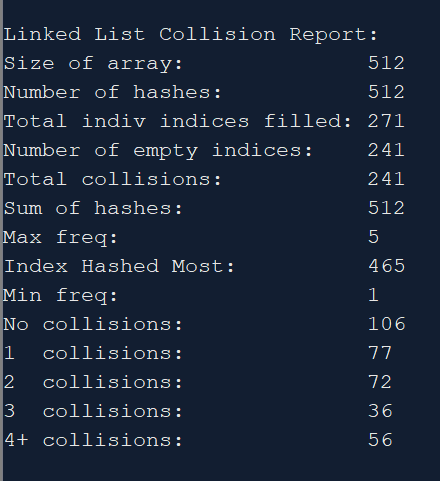 Linked List Collision Report:
Size of array: 512
Number of hashes: 512
Total indiv indices filled: 271
Number of empty indices: 241
Total collisions: 241
Sum of hashes: 512
Max freq: 5
Index Hashed Most: 465
Min freq: 1
No collisions: 106
1  collisions: 77
2  collisions: 72
3  collisions: 36
4+ collisions: 56